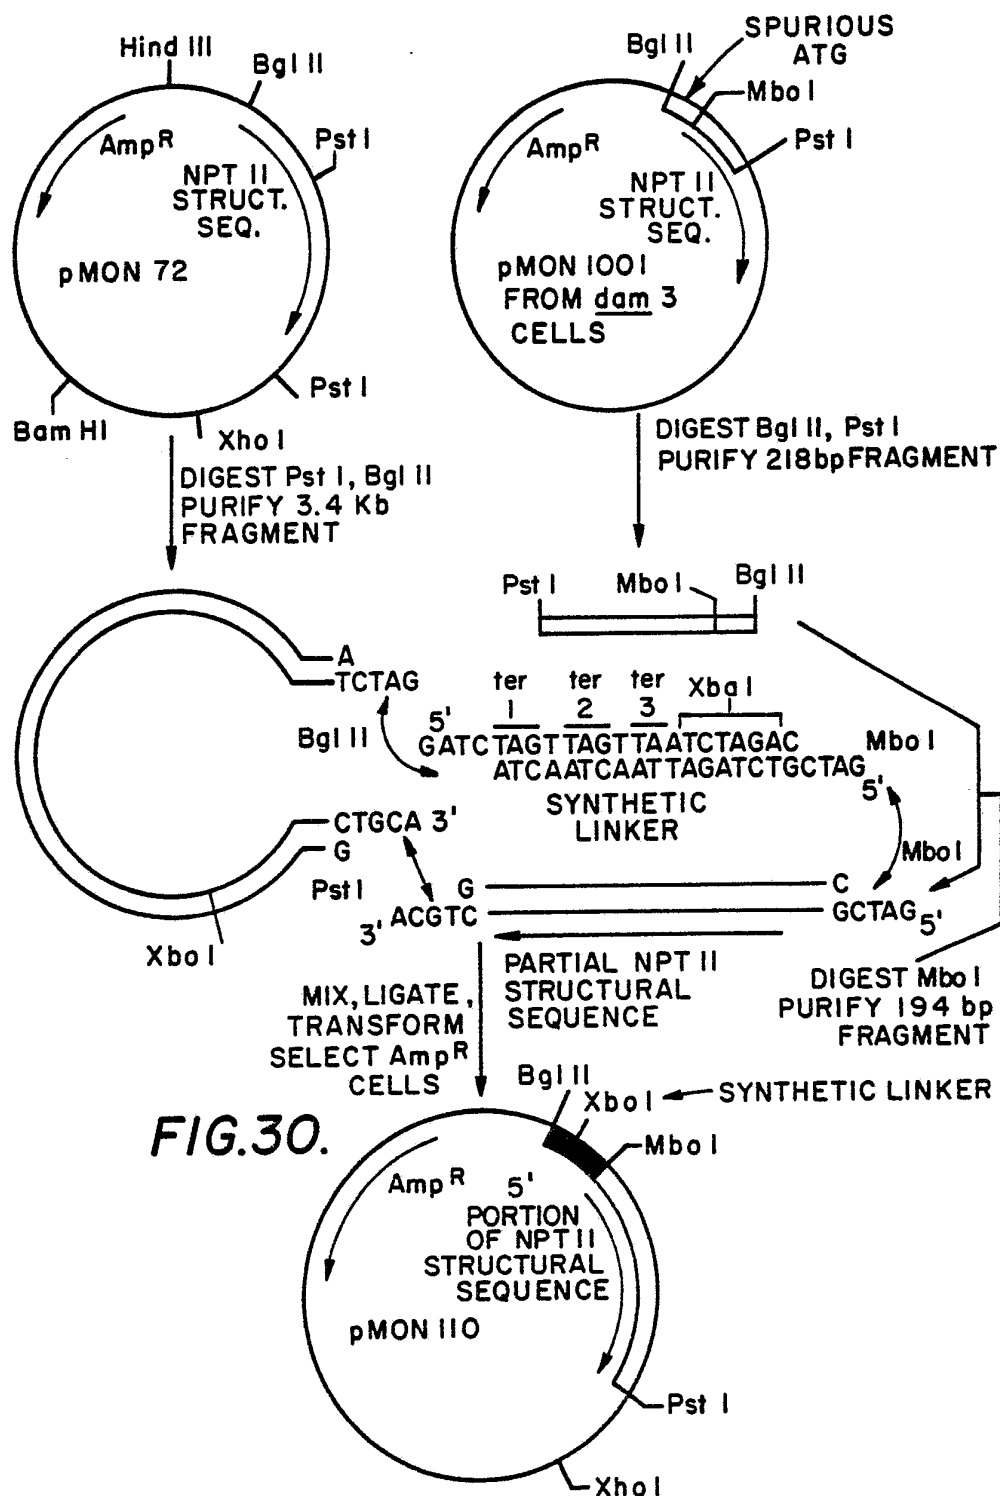 Hind III
Bgl II
Pst I
Amp R
NPT II
STRUCT.
SEQ.
pMON 72
Pst I
Bam HI
Xho I
SPURIOUS
ATG
Bgl II
Mbo I
Pst I
Amp R
NPT II
STRUCT.
SEQ.
pMON 1001
FROM dam 3
CELLS
DIGEST Pst I, Bgl II
PURIFY 3.4 Kb
FRAGMENT
DIGEST Bgl II, Pst I
PURIFY 218bp FRAGMENT
Pst I
Mbo I
Bgl II
A
TCTAG
Bgl II
ter
1
ter
2
ter
3
Xba I
5'
GATCTAGTTAGTTAATCTAGAC
Mbo I
ATCAATCAATTAGATCTGCTAG
5'
SYNTHETIC
LINKER
CTGCA 3'
G
Pst I
Xbo I
G
3' ACGTC
C
GCTAG 5'
Mbo I
PARTIAL NPT II
STRUCTURAL
SEQUENCE
DIGEST Mbo I
PURIFY 194 bp
FRAGMENT
MIX, LIGATE,
TRANSFORM
SELECT Amp R
CELLS
FIG.30.
Bgl II
Xbo I
SYNTHETIC LINKER
Mbo I
Amp R
5'
PORTION
OF NPT II
STRUCTURAL
SEQUENCE
pMON 110
Pst I
Xho I